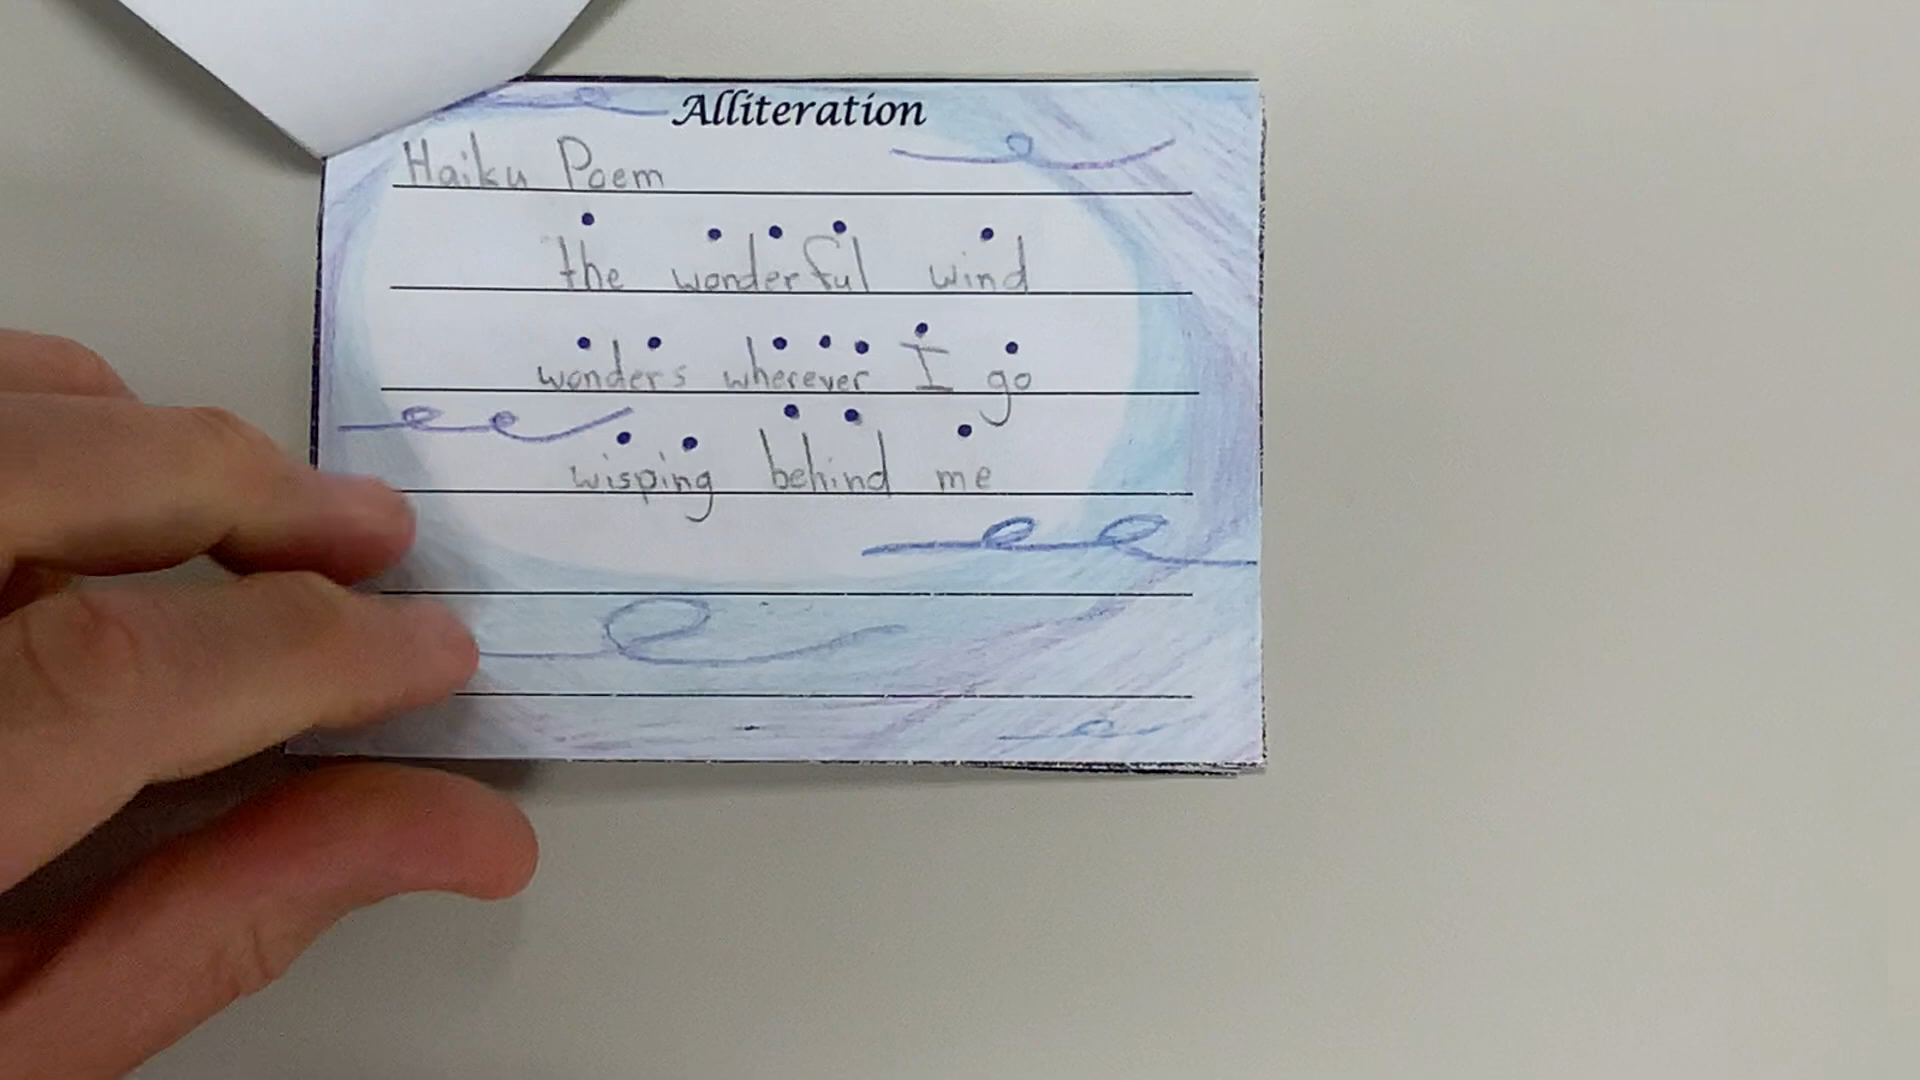 Alliteration
Haiku Poem
the wonderful wind
wonders wherever I go
wisping behind me